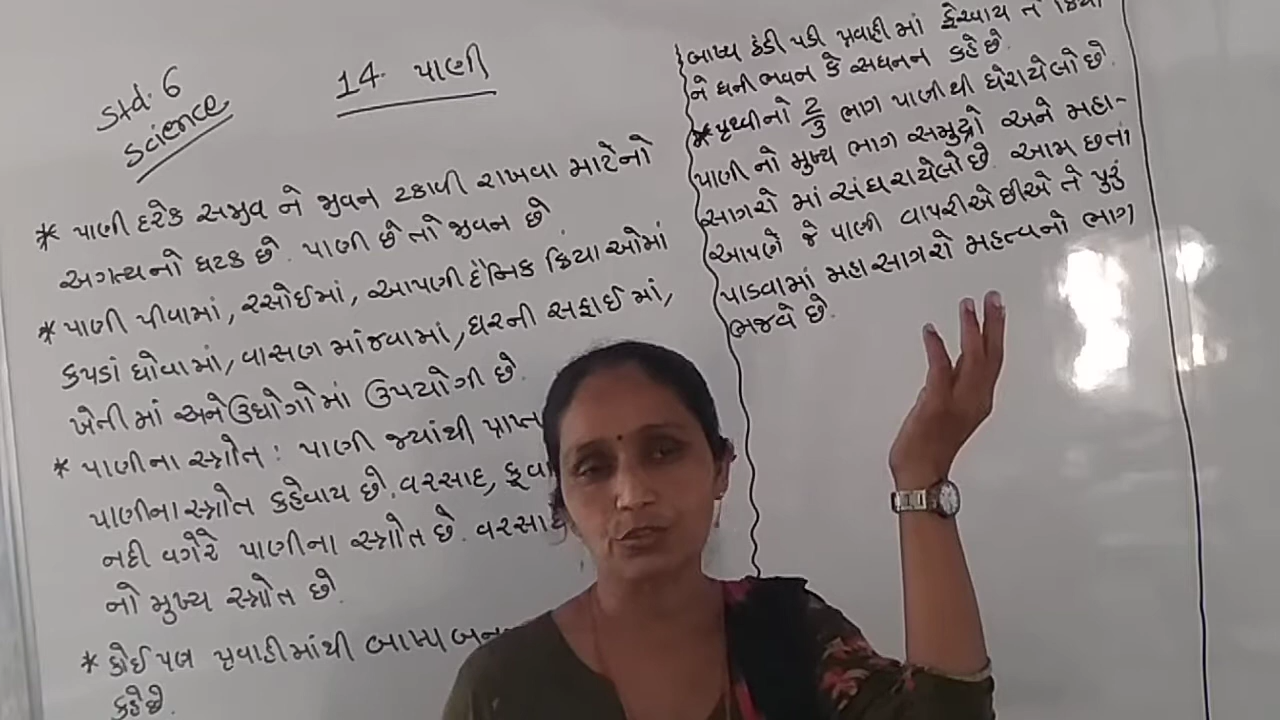 Std. 6
Science
14. પાણી
* પાણી દરેક સજીવ ને જીવન ટકાવી રાખવા માટેનો
અગત્યનો ઘટક છે. પાણી છે તો જીવન છે.
* પાણી પીવામાં, રસોઈમાં, આપણી દૈનિક ક્રિયાઓમાં
કપડાં ધોવામાં, વાસણ માંજવામાં, ઘરની સફાઈ માં,
ખેતી માં અને ઉધોગોમાં ઉપયોગી છે.
* પાણીના સ્ત્રોત : પાણી જ્યાંથી પ્રાપ્ત
પાણીના સ્ત્રોત કહેવાય છે. વરસાદ, કૂવા
નદી વગેરે પાણીના સ્ત્રોત છે. વરસાદ
નો મુખ્ય સ્ત્રોત છે.
* કોઈ પણ પ્રવાહી માંથી બાષ્પ બન
કહેછે.
બાષ્પ ઠંડી પડી પ્રવાહી માં ફેરવાય તે ક્રિયા
ને ઘની ભવન કે સઘનન કહે છે.
* પૃથ્વીનો 2/3 ભાગ પાણીથી ઘેરાયેલો છે.
પાણી નો મુખ્ય ભાગ સમુદ્રો અને મહા-
સાગરો માં સંઘરાયેલો છે. આમ છતાં
આપણે જે પાણી વાપરીએ છીએ તે પુરું
પાડવામાં મહાસાગરો મહત્વનો ભાગ
ભજવે છે.